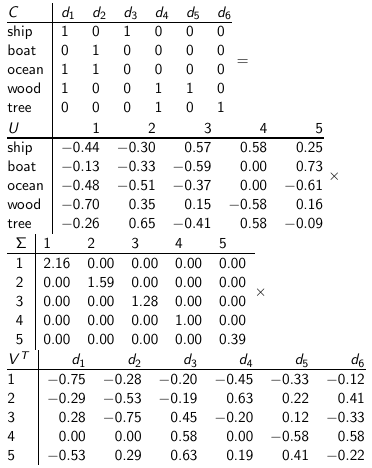 C d₁ d₂ d₃ d₄ d₅ d₆
ship 1 0 1 0 0 0
boat 0 1 0 0 0 0
ocean 1 1 0 0 0 0 =
wood 1 0 0 1 1 0
tree 0 0 0 1 0 1
U 1 2 3 4 5
ship −0.44 −0.30 0.57 0.58 0.25
boat −0.13 −0.33 −0.59 0.00 0.73
ocean −0.48 −0.51 −0.37 0.00 −0.61 ×
wood −0.70 0.35 0.15 −0.58 0.16
tree −0.26 0.65 −0.41 0.58 −0.09
Σ 1 2 3 4 5
1 2.16 0.00 0.00 0.00 0.00
2 0.00 1.59 0.00 0.00 0.00
3 0.00 0.00 1.28 0.00 0.00 ×
4 0.00 0.00 0.00 1.00 0.00
5 0.00 0.00 0.00 0.00 0.39
Vᵀ d₁ d₂ d₃ d₄ d₅ d₆
1 −0.75 −0.28 −0.20 −0.45 −0.33 −0.12
2 −0.29 −0.53 −0.19 0.63 0.22 0.41
3 0.28 −0.75 0.45 −0.20 0.12 −0.33
4 0.00 0.00 0.58 0.00 −0.58 0.58
5 −0.53 0.29 0.63 0.19 0.41 −0.22